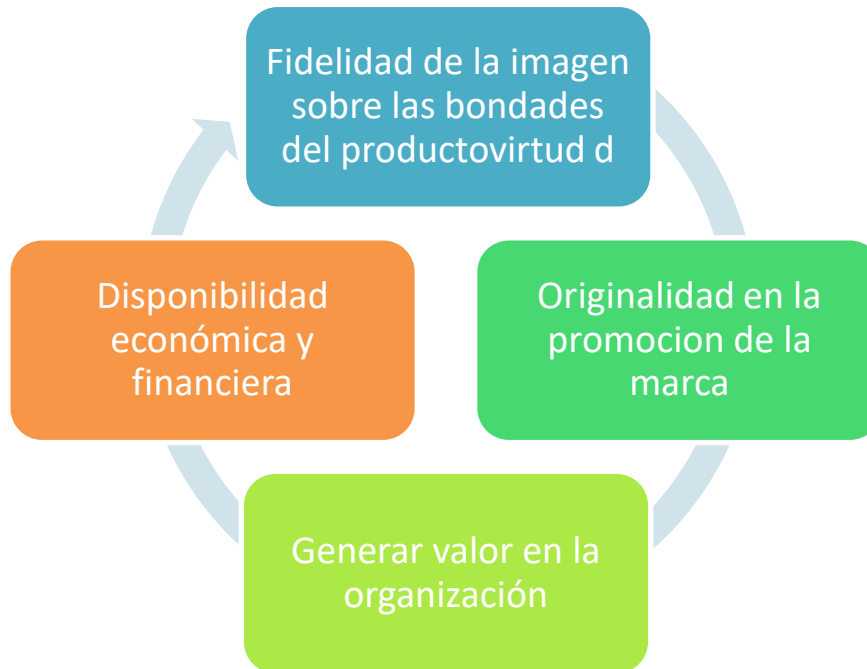 Fidelidad de la imagen
sobre las bondades
del productovirtud d
Originalidad en la
promocion de la
marca
Generar valor en la
organización
Disponibilidad
económica y
financiera